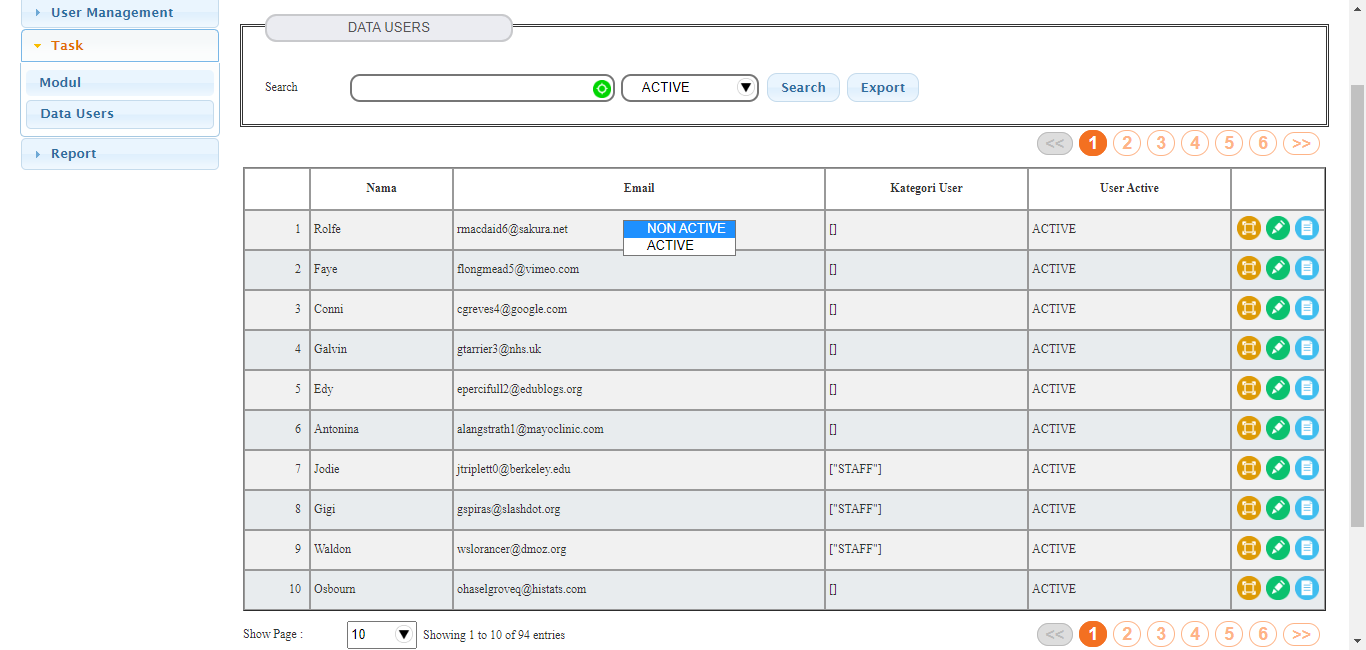 User Management
Task
Modul
Data Users
Report
DATA USERS
Search ACTIVE Search Export
<< 1 2 3 4 5 6 >>
Nama Email Kategori User User Active
1 Rolfe rmacdaid6@sakura.net [] ACTIVE
NON ACTIVE
ACTIVE
2 Faye flongmead5@vimeo.com [] ACTIVE
3 Conni cgreves4@google.com [] ACTIVE
4 Galvin gtarrier3@nhs.uk [] ACTIVE
5 Edy epercifull2@edublogs.org [] ACTIVE
6 Antonina alangstrath1@mayoclinic.com [] ACTIVE
7 Jodie jtriplett0@berkeley.edu ["STAFF"] ACTIVE
8 Gigi gspiras@slashdot.org ["STAFF"] ACTIVE
9 Waldon wslorancer@dmoz.org ["STAFF"] ACTIVE
10 Osbourn ohaselgroveq@histats.com [] ACTIVE
Show Page : 10 Showing 1 to 10 of 94 entries << 1 2 3 4 5 6 >>